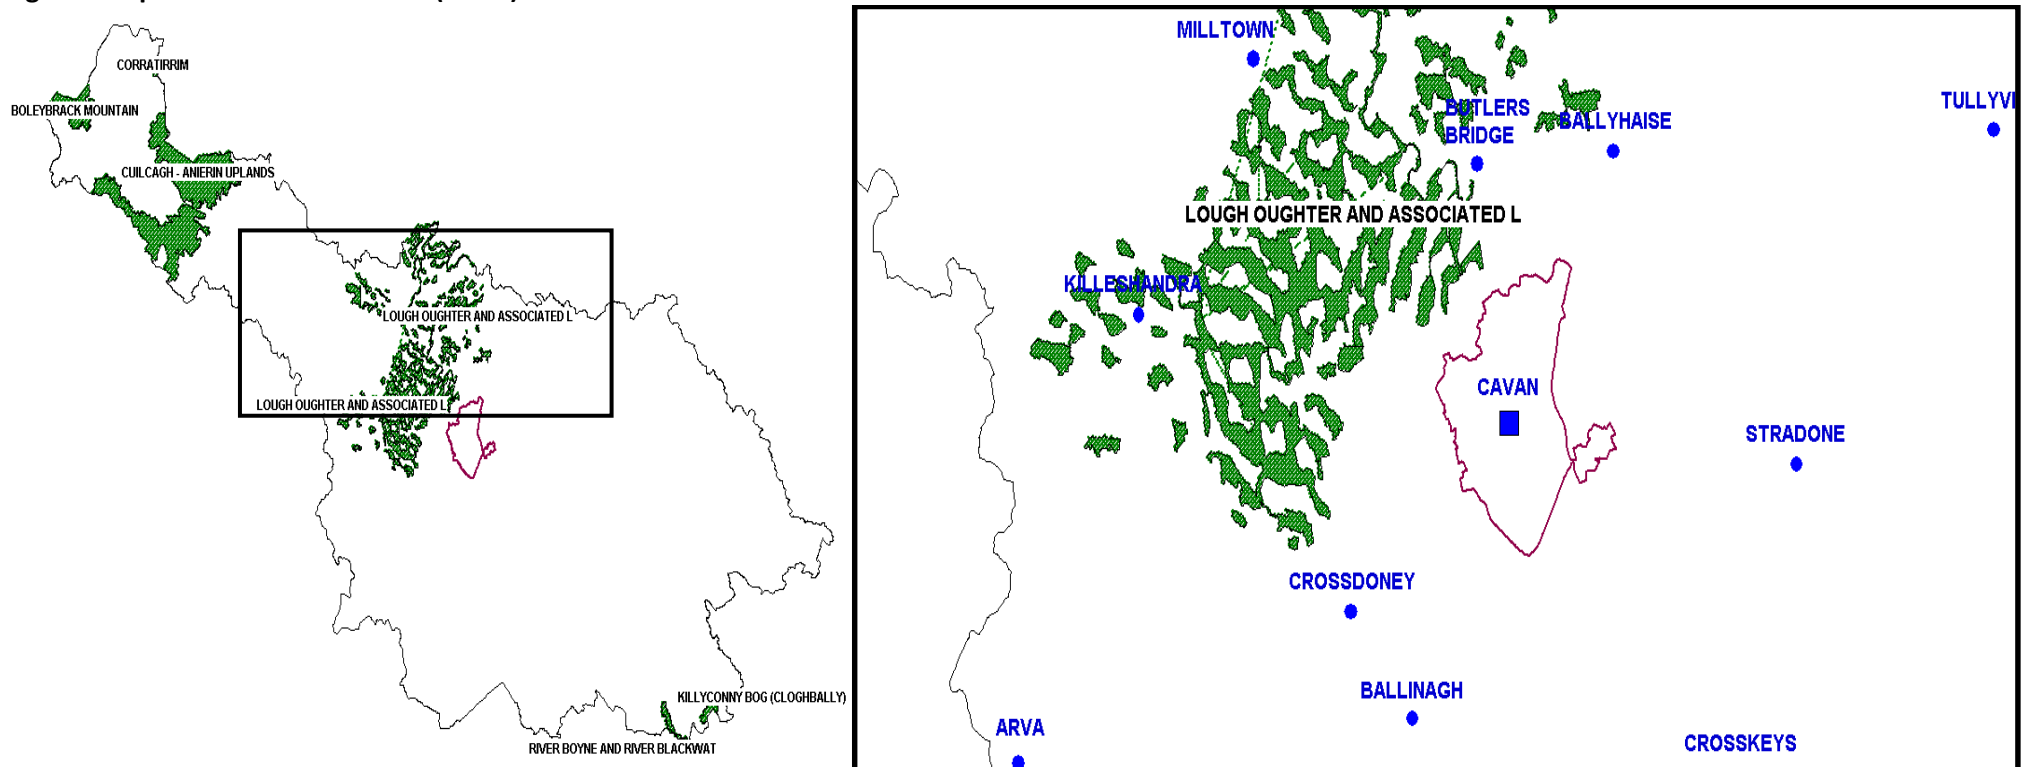 CORRATIRRIM
BOLEYBRACK MOUNTAIN
CUILCAGH - ANIERIN UPLANDS
LOUGH OUGHTER AND ASSOCIATED L
LOUGH OUGHTER AND ASSOCIATED L
KILLYCONNY BOG (CLOGHBALLY)
RIVER BOYNE AND RIVER BLACKWAT
MILLTOWN
BUTLERS
BRIDGE
BALLYHAISE
TULLYVI
LOUGH OUGHTER AND ASSOCIATED L
KILLESHANDRA
CAVAN
STRADONE
CROSSDONEY
BALLINAGH
ARVA
CROSSKEYS